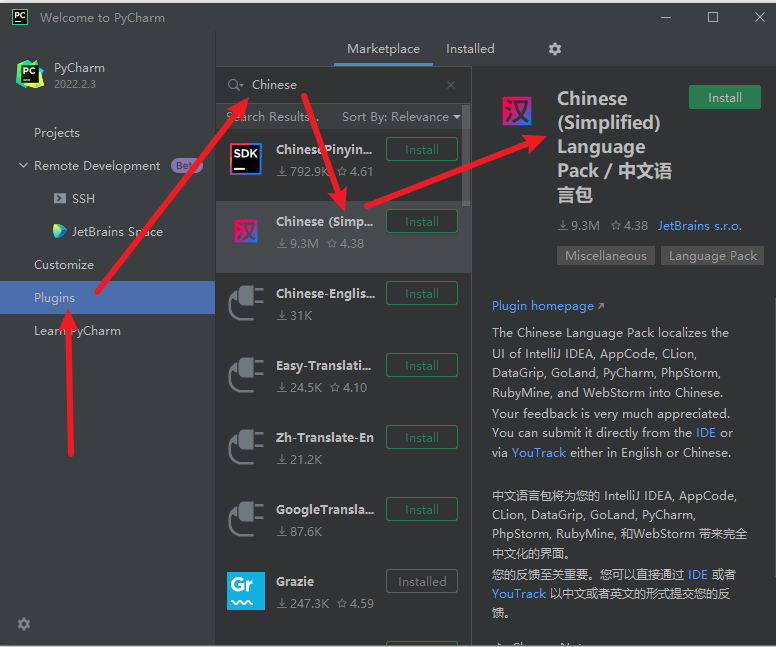 PC Welcome to PyCharm
PC PyCharm
2022.2.3
Projects
Remote Development
SSH
JetBrains Space
Customize
Plugins
Learn PyCharm
Marketplace Installed
Chinese
Search Results Sort By: Relevance
SDK ChinesePinyin... Install
792.9K 4.61
汉 Chinese (Simp... Install
9.3M 4.38
Chinese-Englis... Install
31K
Easy-Translati... Install
24.5K 4.10
Zh-Translate-En Install
21.2K
GoogleTransla... Install
87.6K
Gr Grazie Installed
247.3K 4.59
汉 Chinese
(Simplified)
Language
Pack / 中文语
言包
Install
9.3M 4.38 JetBrains s.r.o.
Miscellaneous Language Pack
Plugin homepage ↗
The Chinese Language Pack localizes the
UI of IntelliJ IDEA, AppCode, CLion,
DataGrip, GoLand, PyCharm, PhpStorm,
RubyMine, and WebStorm into Chinese.
Your feedback is very much appreciated.
You can submit it directly from the IDE or
via YouTrack either in English or Chinese.
中文语言包将为您的 IntelliJ IDEA, AppCode,
CLion, DataGrip, GoLand, PyCharm,
PhpStorm, RubyMine, 和WebStorm 带来完全
中文化的界面。
您的反馈至关重要。您可以直接通过 IDE 或者
YouTrack 以中文或者英文的形式提交您的反
馈。